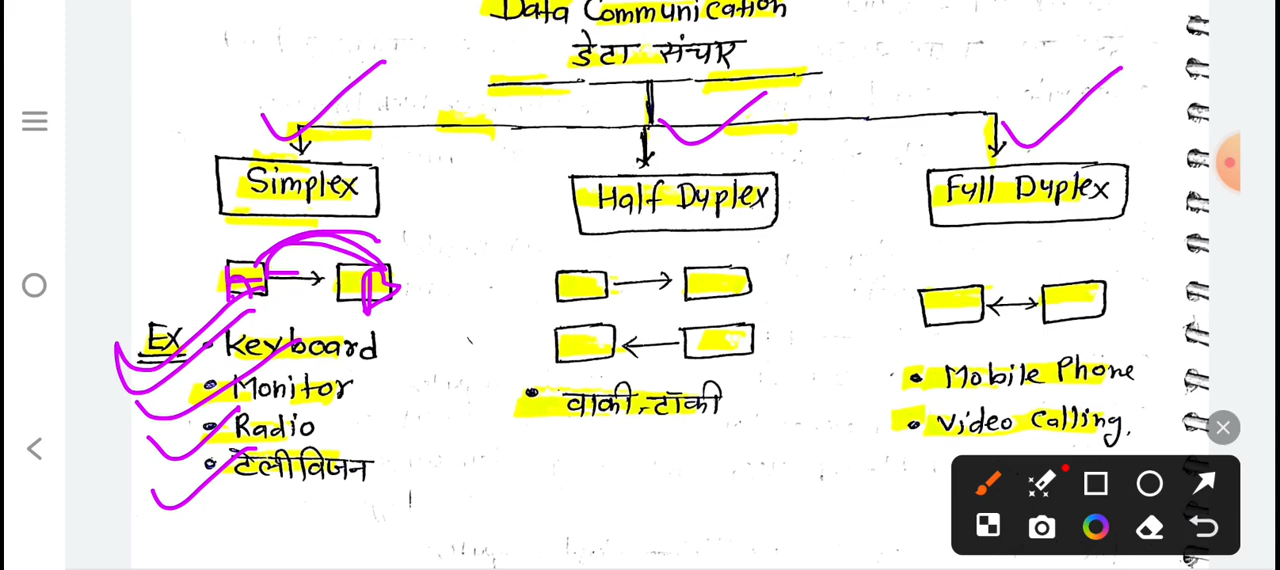 Data Communication
डेटा संचार
Simplex
Half Duplex
Full Duplex
Ex • Keyboard
• Monitor
• Radio
• टेलीविजन
• वाकी-टॉकी
• Mobile Phone
• Video Calling.